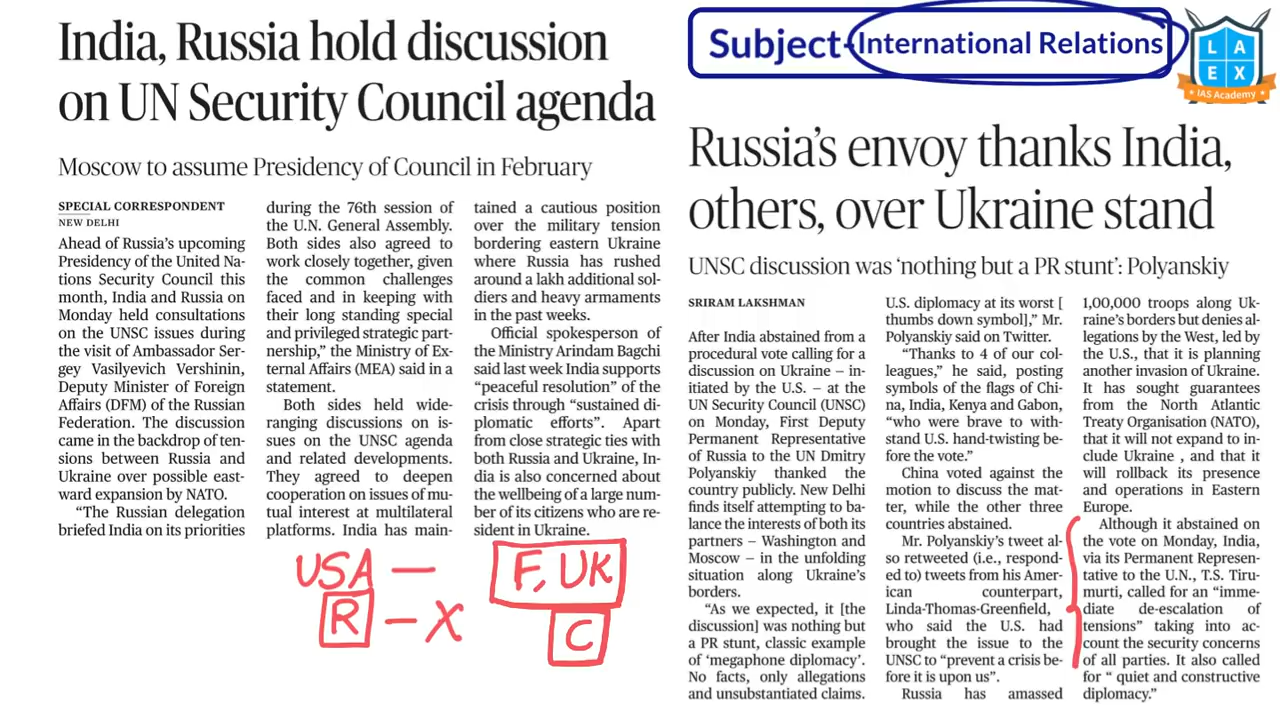 India, Russia hold discussion
on UN Security Council agenda
Moscow to assume Presidency of Council in February
SPECIAL CORRESPONDENT
NEW DELHI
Ahead of Russia's upcoming
Presidency of the United Na-
tions Security Council this
month, India and Russia on
Monday held consultations
on the UNSC issues during
the visit of Ambassador Ser-
gey Vasilyevich Vershinin,
Deputy Minister of Foreign
Affairs (DFM) of the Russian
Federation. The discussion
came in the backdrop of ten-
sions between Russia and
Ukraine over possible east-
ward expansion by NATO.
"The Russian delegation
briefed India on its priorities
during the 76th session of
the U.N. General Assembly.
Both sides also agreed to
work closely together, given
the common challenges
faced and in keeping with
their long standing special
and privileged strategic part-
nership," the Ministry of Ex-
ternal Affairs (MEA) said in a
statement.
Both sides held wide-
ranging discussions on is-
sues on the UNSC agenda
and related developments.
They agreed to deepen
cooperation on issues of mu-
tual interest at multilateral
platforms. India has main-
tained a cautious position
over the military tension
bordering eastern Ukraine
where Russia has rushed
around a lakh additional sol-
diers and heavy armaments
in the past weeks.
Official spokesperson of
the Ministry Arindam Bagchi
said last week India supports
"peaceful resolution" of the
crisis through "sustained di-
plomatic efforts". Apart
from close strategic ties with
both Russia and Ukraine, In-
dia is also concerned about
the wellbeing of a large num-
ber of its citizens who are re-
sident in Ukraine.
USA — F, UK
R — X C
Subject- International Relations
L A
E X
IAS Academy
Russia's envoy thanks India,
others, over Ukraine stand
UNSC discussion was 'nothing but a PR stunt': Polyanskiy
SRIRAM LAKSHMAN
After India abstained from a
procedural vote calling for a
discussion on Ukraine – in-
itiated by the U.S. – at the
UN Security Council (UNSC)
on Monday, First Deputy
Permanent Representative
of Russia to the UN Dmitry
Polyanskiy thanked the
country publicly. New Delhi
finds itself attempting to ba-
lance the interests of both its
partners – Washington and
Moscow – in the unfolding
situation along Ukraine's
borders.
"As we expected, it [the
discussion] was nothing but
a PR stunt, classic example
of 'megaphone diplomacy'.
No facts, only allegations
and unsubstantiated claims.
U.S. diplomacy at its worst [
thumbs down symbol]," Mr.
Polyanskiy said on Twitter.
"Thanks to 4 of our col-
leagues," he said, posting
symbols of the flags of Chi-
na, India, Kenya and Gabon,
"who were brave to with-
stand U.S. hand-twisting be-
fore the vote."
China voted against the
motion to discuss the mat-
ter, while the other three
countries abstained.
Mr. Polyanskiy's tweet al-
so retweeted (i.e., respond-
ed to) tweets from his Amer-
ican counterpart,
Linda-Thomas-Greenfield,
who said the U.S. had
brought the issue to the
UNSC to "prevent a crisis be-
fore it is upon us".
Russia has amassed
1,00,000 troops along Uk-
raine's borders but denies al-
legations by the West, led by
the U.S., that it is planning
another invasion of Ukraine.
It has sought guarantees
from the North Atlantic
Treaty Organisation (NATO),
that it will not expand to in-
clude Ukraine , and that it
will rollback its presence
and operations in Eastern
Europe.
Although it abstained on
the vote on Monday, India,
via its Permanent Represen-
tative to the U.N., T.S. Tiru-
murti, called for an "imme-
diate de-escalation of
tensions" taking into ac-
count the security concerns
of all parties. It also called
for " quiet and constructive
diplomacy."